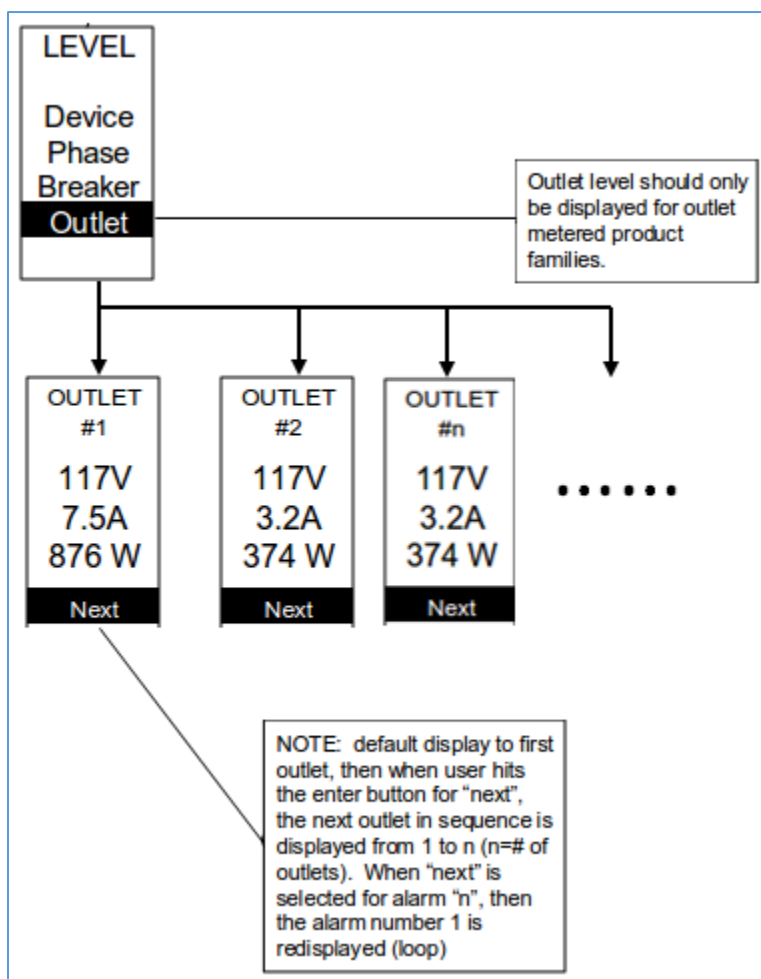 LEVEL
Device
Phase
Breaker
Outlet
Outlet level should only
be displayed for outlet
metered product
families.
OUTLET
#1
117V
7.5A
876 W
Next
OUTLET
#2
117V
3.2A
374 W
Next
OUTLET
#n
117V
3.2A
374 W
Next
......
NOTE: default display to first
outlet, then when user hits
the enter button for “next”,
the next outlet in sequence is
displayed from 1 to n (n=# of
outlets). When “next” is
selected for alarm “n”, then
the alarm number 1 is
redisplayed (loop)